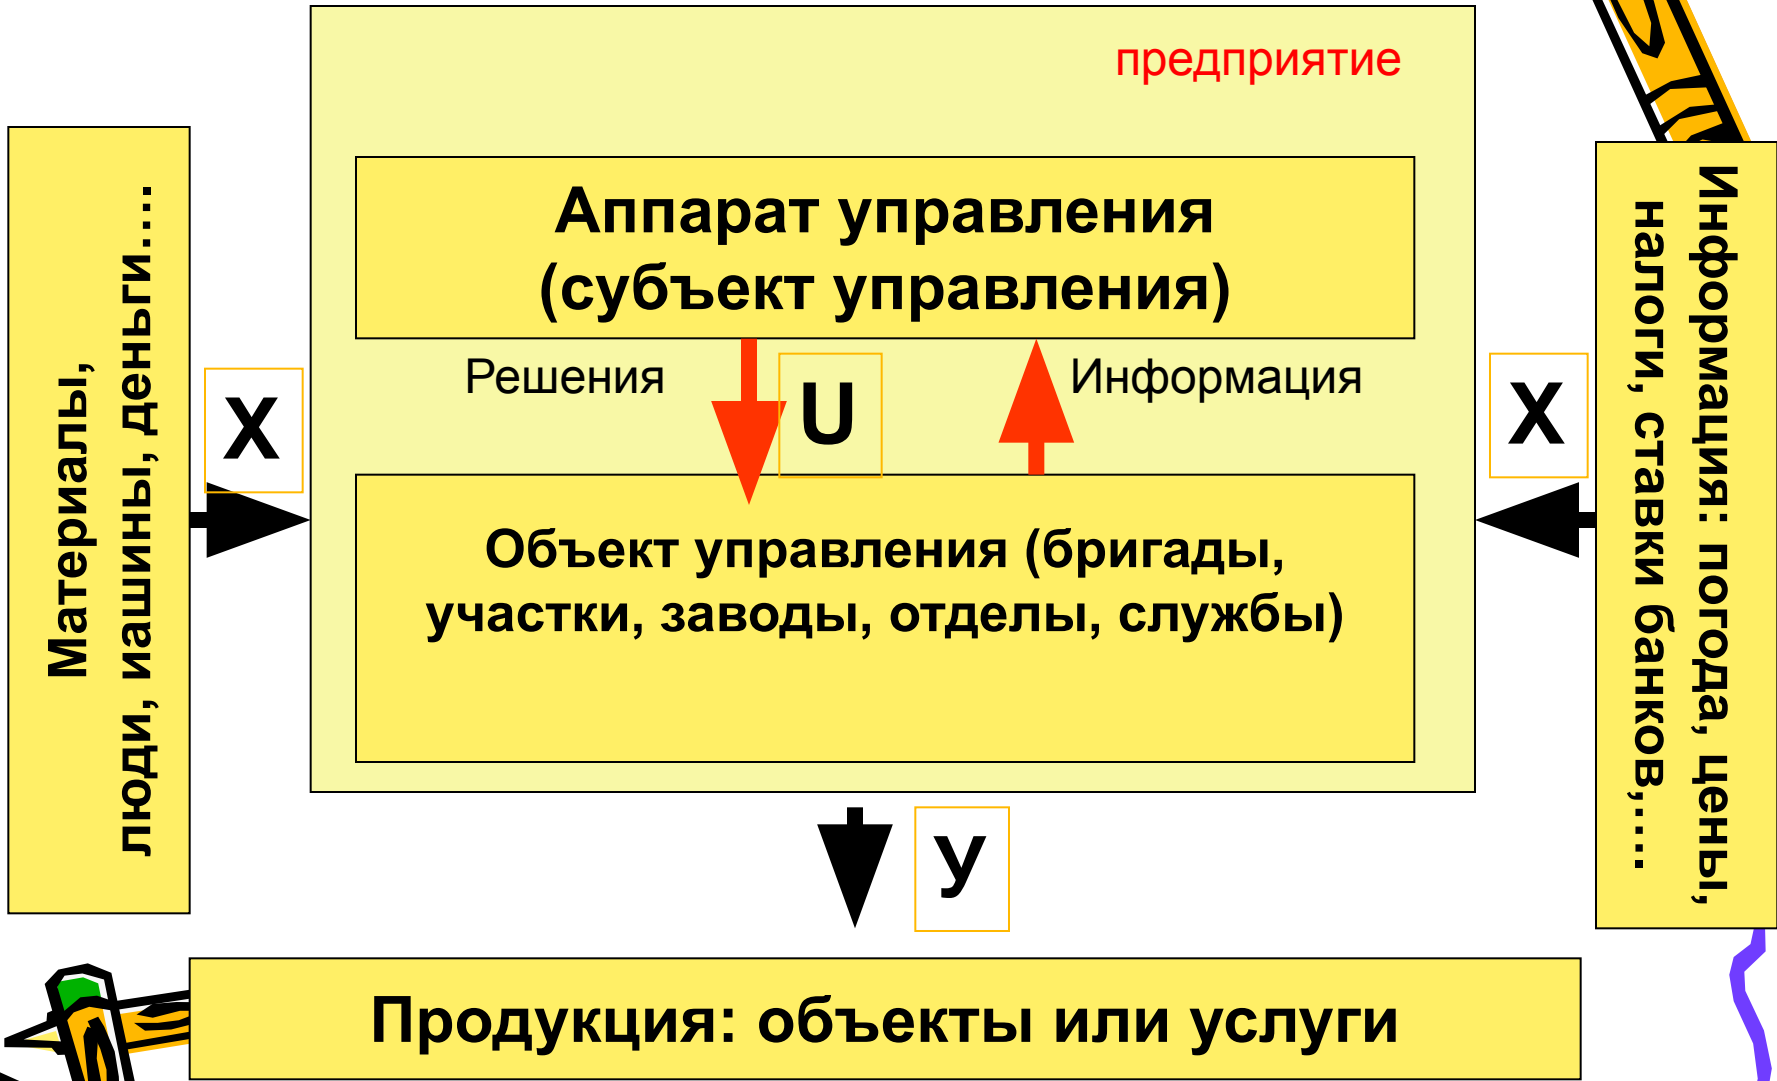 предприятие
Аппарат управления
(субъект управления)
Решения
U
Информация
Объект управления (бригады,
участки, заводы, отделы, службы)
Материалы,
люди, иашины, деньги….
X
X
Информация: погода, цены,
налоги, ставки банков,….
У
Продукция: объекты или услуги